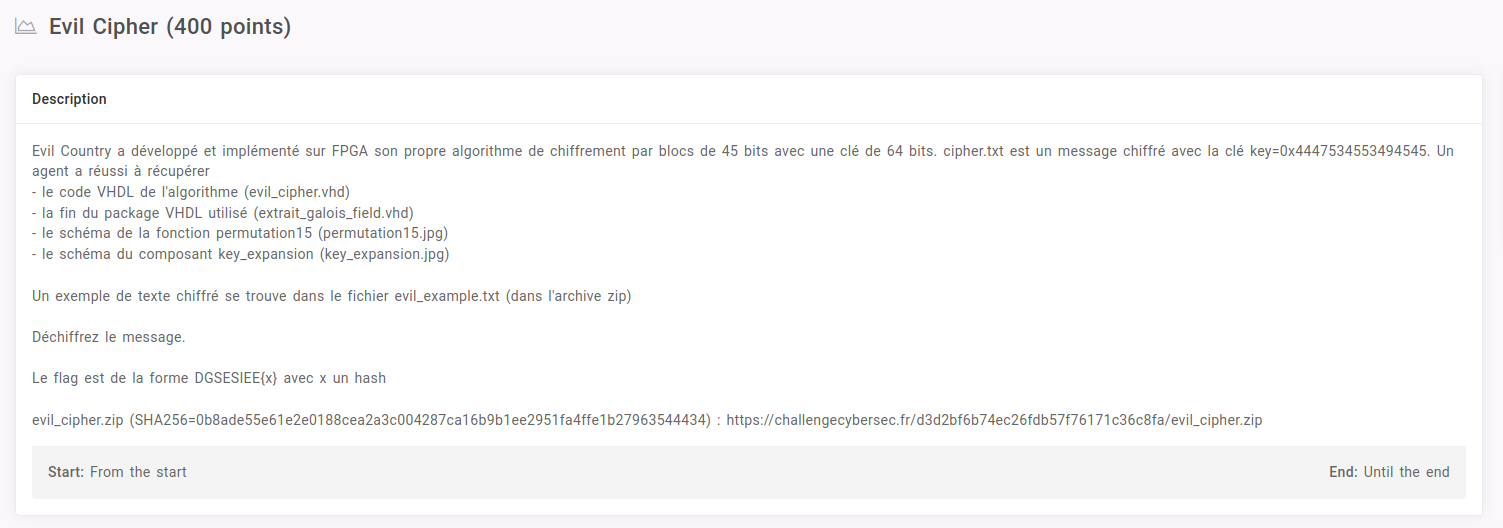 Evil Cipher (400 points)
Description
Evil Country a développé et implémenté sur FPGA son propre algorithme de chiffrement par blocs de 45 bits avec une clé de 64 bits. cipher.txt est un message chiffré avec la clé key=0x4447534553494545. Un
agent a réussi à récupérer
- le code VHDL de l'algorithme (evil_cipher.vhd)
- la fin du package VHDL utilisé (extrait_galois_field.vhd)
- le schéma de la fonction permutation15 (permutation15.jpg)
- le schéma du composant key_expansion (key_expansion.jpg)
Un exemple de texte chiffré se trouve dans le fichier evil_example.txt (dans l'archive zip)
Déchiffrez le message.
Le flag est de la forme DGSESIEE{x} avec x un hash
evil_cipher.zip (SHA256=0b8ade55e61e2e0188cea2a3c004287ca16b9b1ee2951fa4ffe1b27963544434) : https://challengecybersec.fr/d3d2bf6b74ec26fdb57f76171c36c8fa/evil_cipher.zip
Start: From the start
End: Until the end